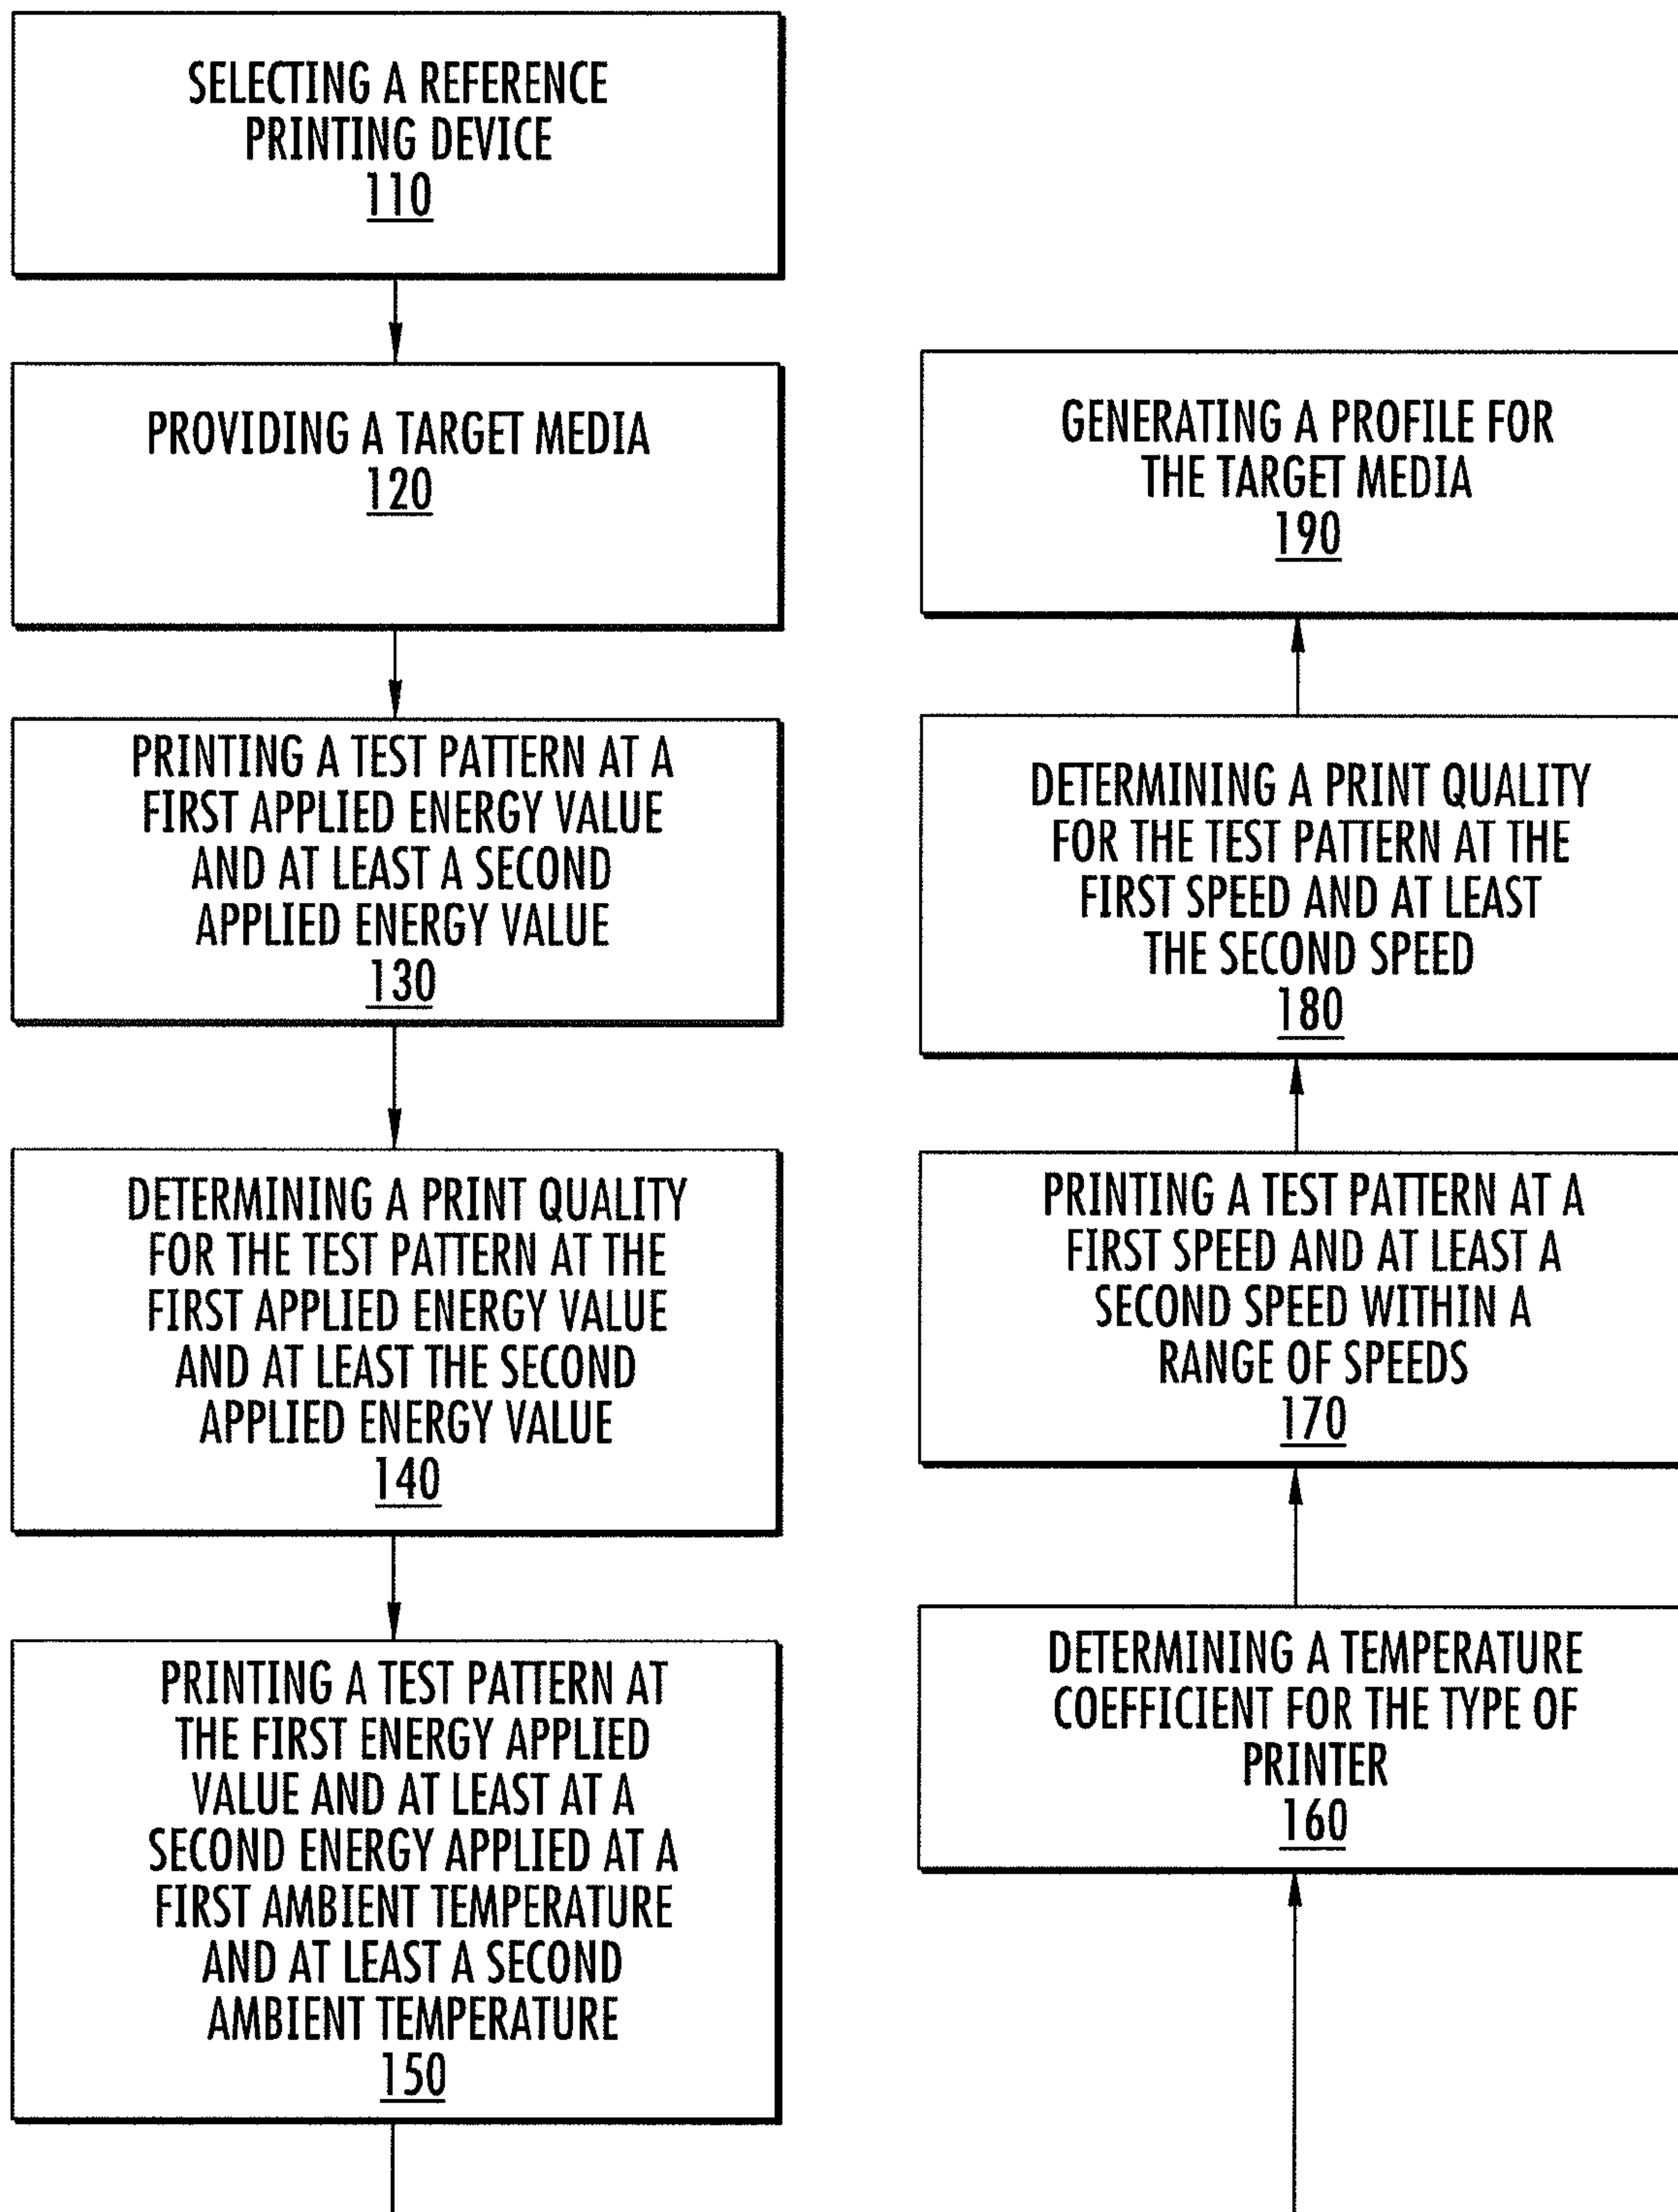 SELECTING A REFERENCE
PRINTING DEVICE
110
PROVIDING A TARGET MEDIA
120
PRINTING A TEST PATTERN AT A
FIRST APPLIED ENERGY VALUE
AND AT LEAST A SECOND
APPLIED ENERGY VALUE
130
DETERMINING A PRINT QUALITY
FOR THE TEST PATTERN AT THE
FIRST APPLIED ENERGY VALUE
AND AT LEAST THE SECOND
APPLIED ENERGY VALUE
140
PRINTING A TEST PATTERN AT
THE FIRST ENERGY APPLIED
VALUE AND AT LEAST AT A
SECOND ENERGY APPLIED AT A
FIRST AMBIENT TEMPERATURE
AND AT LEAST A SECOND
AMBIENT TEMPERATURE
150
DETERMINING A TEMPERATURE
COEFFICIENT FOR THE TYPE OF
PRINTER
160
PRINTING A TEST PATTERN AT A
FIRST SPEED AND AT LEAST A
SECOND SPEED WITHIN A
RANGE OF SPEEDS
170
DETERMINING A PRINT QUALITY
FOR THE TEST PATTERN AT THE
FIRST SPEED AND AT LEAST
THE SECOND SPEED
180
GENERATING A PROFILE FOR
THE TARGET MEDIA
190